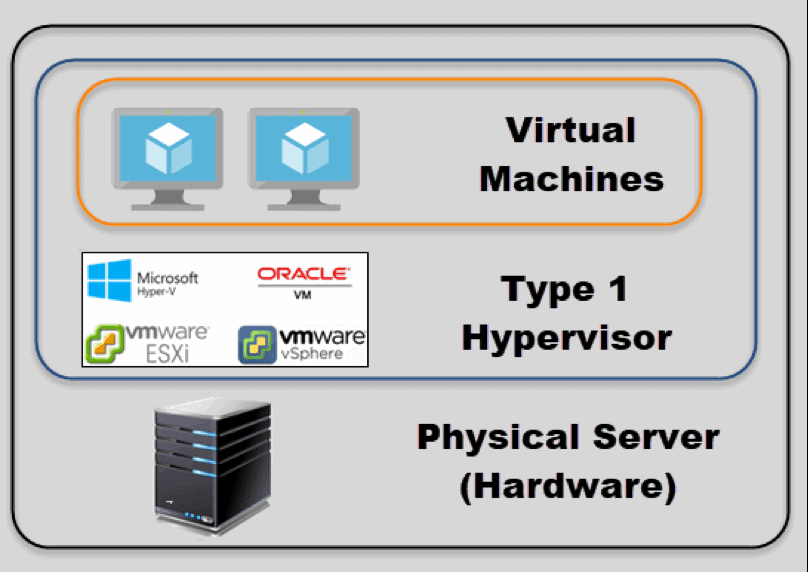 Virtual
Machines
Microsoft
Hyper-V
ORACLE®
VM
Type 1
Hypervisor
vmware®
ESXi
vmware
vSphere
Physical Server
(Hardware)